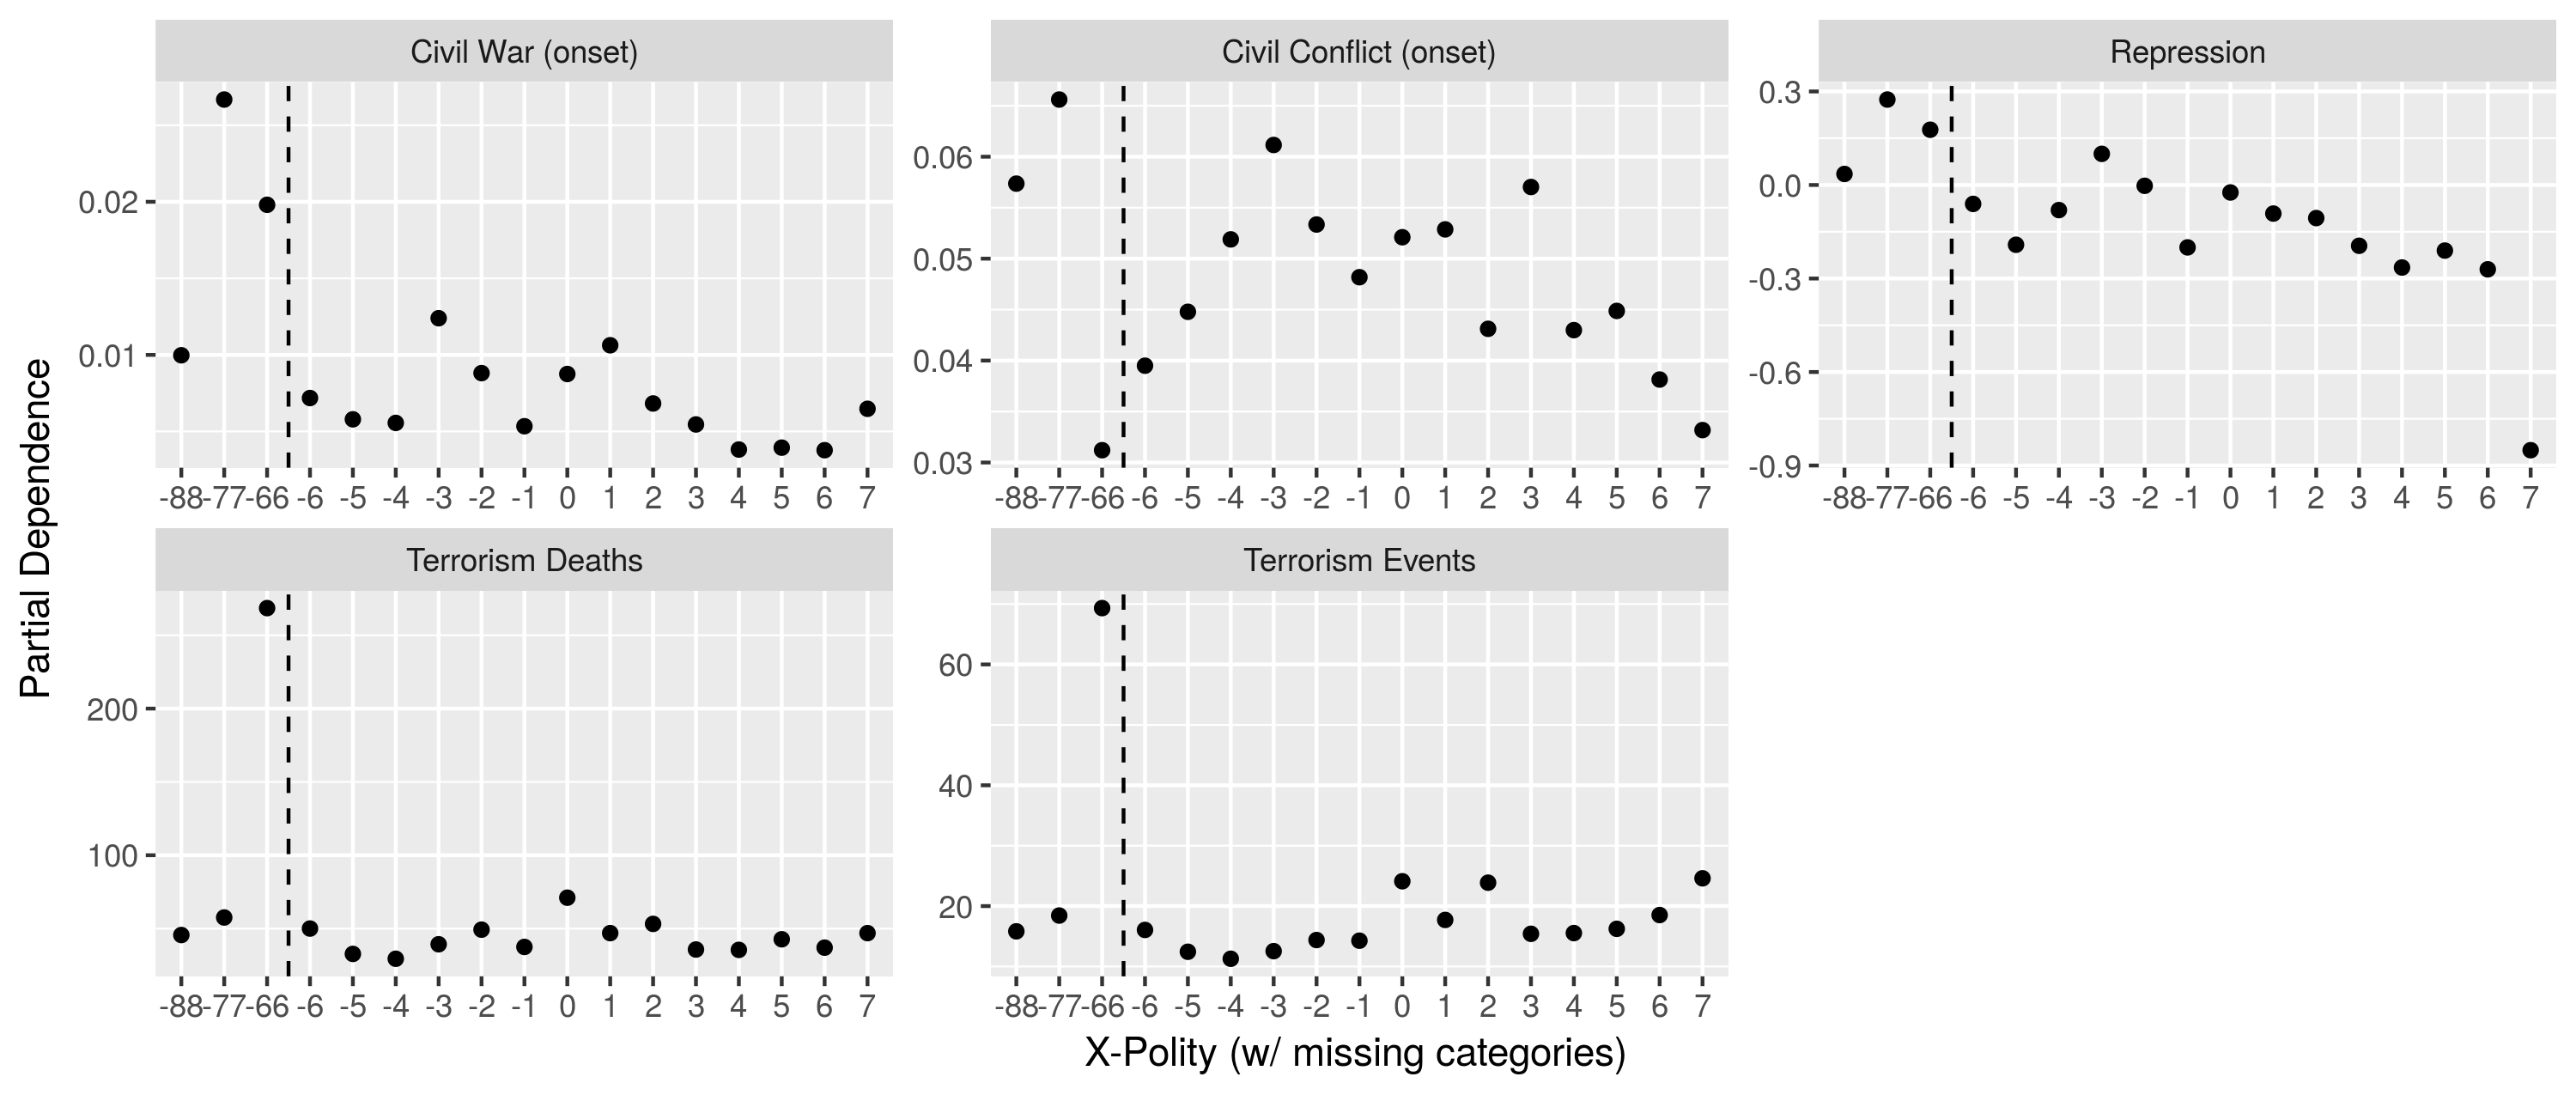 Civil War (onset)
Civil Conflict (onset)
Repression
0.02
0.01
-88 -77 -66 -6 -5 -4 -3 -2 -1 0 1 2 3 4 5 6 7
0.06
0.05
0.04
0.03
-88 -77 -66 -6 -5 -4 -3 -2 -1 0 1 2 3 4 5 6 7
0.3
0.0
-0.3
-0.6
-0.9
-88 -77 -66 -6 -5 -4 -3 -2 -1 0 1 2 3 4 5 6 7
Partial Dependence
Terrorism Deaths
Terrorism Events
200
100
-88 -77 -66 -6 -5 -4 -3 -2 -1 0 1 2 3 4 5 6 7
60
40
20
-88 -77 -66 -6 -5 -4 -3 -2 -1 0 1 2 3 4 5 6 7
X-Polity (w/ missing categories)